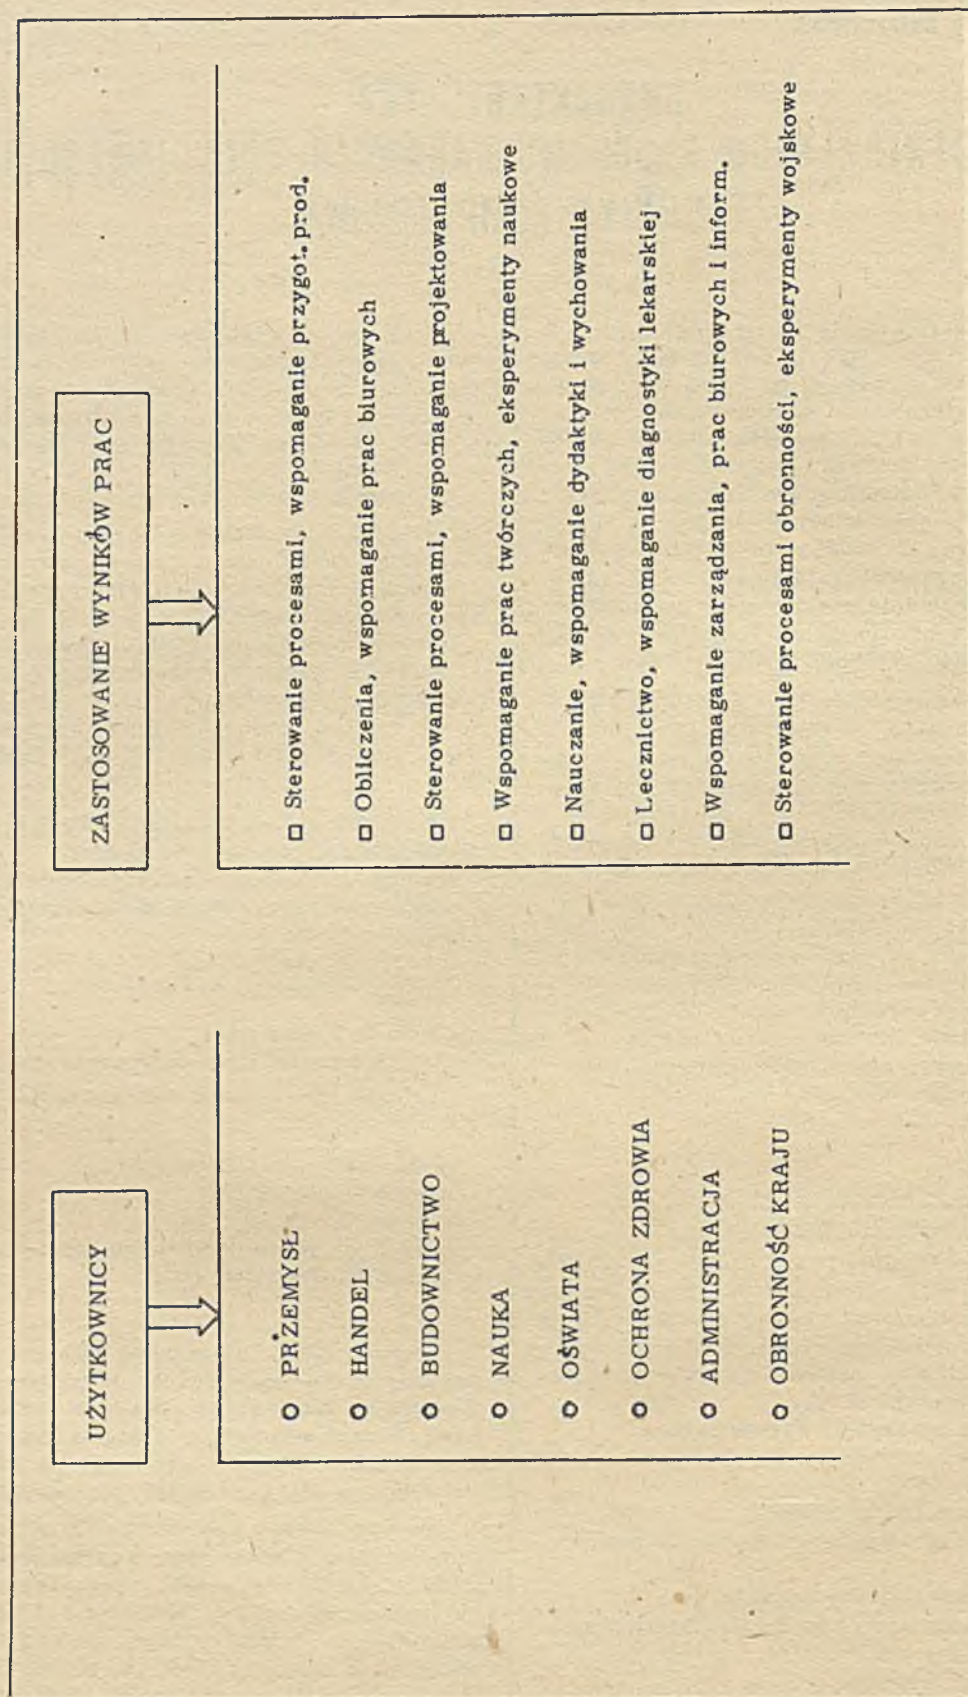 UŻYTKOWNICY
○ PRZEMYSŁ
○ HANDEL
○ BUDOWNICTWO
○ NAUKA
○ OŚWIATA
○ OCHRONA ZDROWIA
○ ADMINISTRACJA
○ OBRONNOŚĆ KRAJU
ZASTOSOWANIE WYNIKÓW PRAC
□ Sterowanie procesami, wspomaganie przygot. prod.
□ Obliczenia, wspomaganie prac biurowych
□ Sterowanie procesami, wspomaganie projektowania
□ Wspomaganie prac twórczych, eksperymenty naukowe
□ Nauczanie, wspomaganie dydaktyki i wychowania
□ Lecznictwo, wspomaganie diagnostyki lekarskiej
□ Wspomaganie zarządzania, prac biurowych i inform.
□ Sterowanie procesami obronności, eksperymenty wojskowe